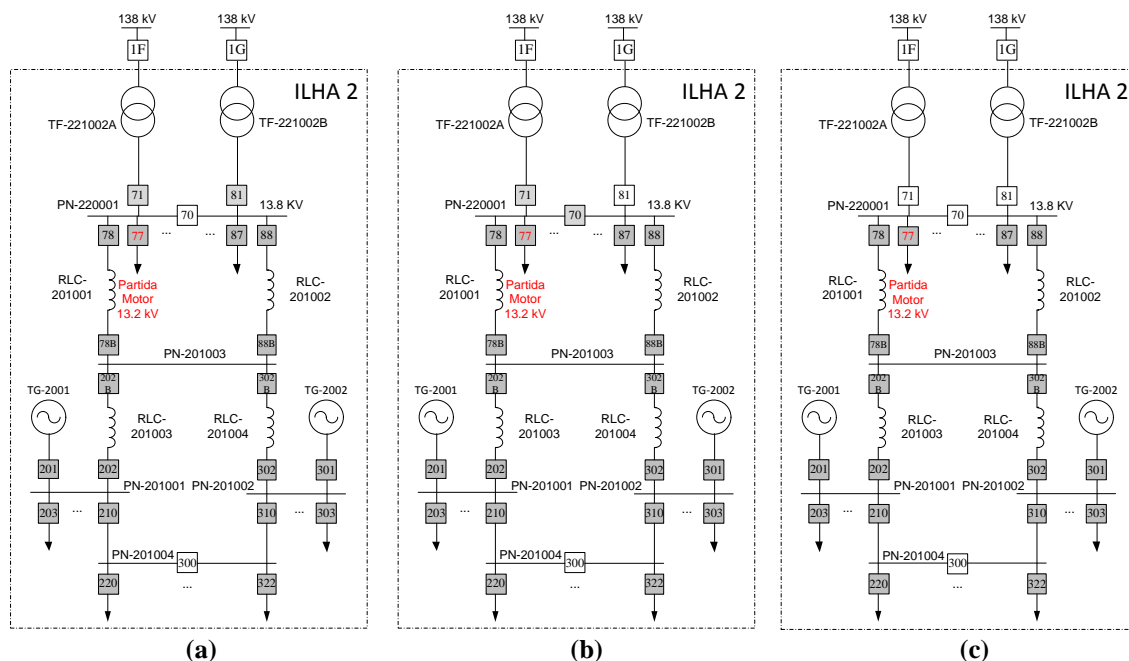 138 kV 138 kV
1F 1G
ILHA 2
TF-221002A TF-221002B
71 81
PN-220001 70 13.8 KV
78 77 ... ... 87 88
RLC-201001 Partida Motor 13.2 kV RLC-201002
78B 88B
PN-201003
202B 302B
TG-2001 TG-2002
RLC-201003 RLC-201004
201 202 302 301
PN-201001 PN-201002
203 ... 210 310 ... 303
PN-201004 300
220 ... 322
(a)
138 kV 138 kV
1F 1G
ILHA 2
TF-221002A TF-221002B
71 81
PN-220001 70 13.8 KV
78 77 ... ... 87 88
RLC-201001 Partida Motor 13.2 kV RLC-201002
78B 88B
PN-201003
202B 302B
TG-2001 TG-2002
RLC-201003 RLC-201004
201 202 302 301
PN-201001 PN-201002
203 ... 210 310 ... 303
PN-201004 300
220 ... 322
(b)
138 kV 138 kV
1F 1G
ILHA 2
TF-221002A TF-221002B
71 81
PN-220001 70 13.8 KV
78 77 ... ... 87 88
RLC-201001 Partida Motor 13.2 kV RLC-201002
78B 88B
PN-201003
202B 302B
TG-2001 TG-2002
RLC-201003 RLC-201004
201 202 302 301
PN-201001 PN-201002
203 ... 210 310 ... 303
PN-201004 300
220 ... 322
(c)